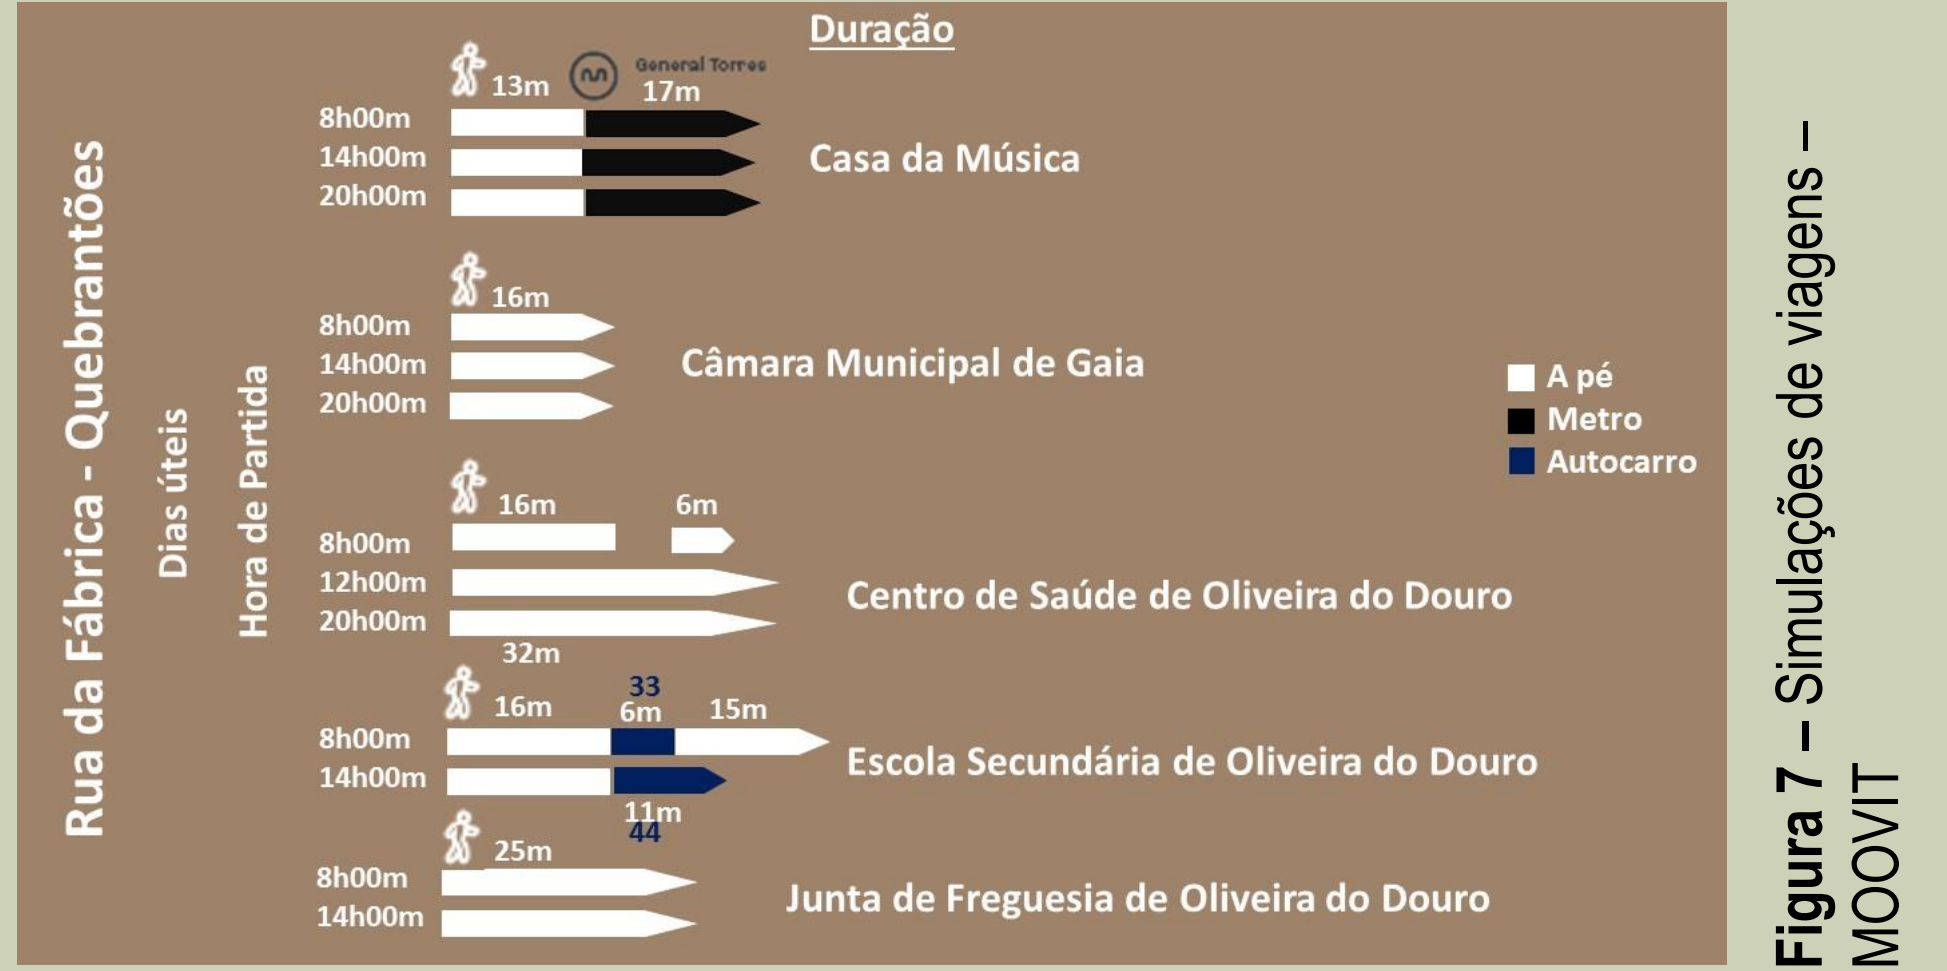 Rua da Fábrica - Quebrantões
Dias úteis
Hora de Partida
Duração
13m
General Torres
17m
8h00m
14h00m
20h00m
Casa da Música
16m
8h00m
14h00m
20h00m
Câmara Municipal de Gaia
16m
6m
8h00m
12h00m
20h00m
32m
Centro de Saúde de Oliveira do Douro
16m
33
6m
15m
8h00m
14h00m
11m
44
Escola Secundária de Oliveira do Douro
25m
8h00m
14h00m
Junta de Freguesia de Oliveira do Douro
A pé
Metro
Autocarro
Figura 7 – Simulações de viagens –
MOOVIT